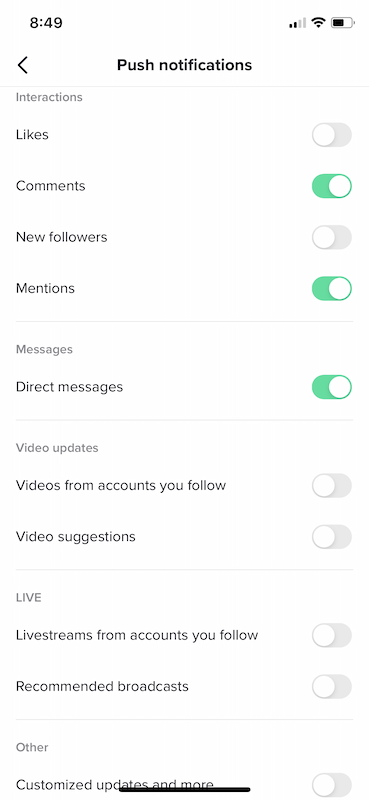 8:49
Push notifications
Interactions
Likes
Comments
New followers
Mentions
Messages
Direct messages
Video updates
Videos from accounts you follow
Video suggestions
LIVE
Livestreams from accounts you follow
Recommended broadcasts
Other
Customized updates and more